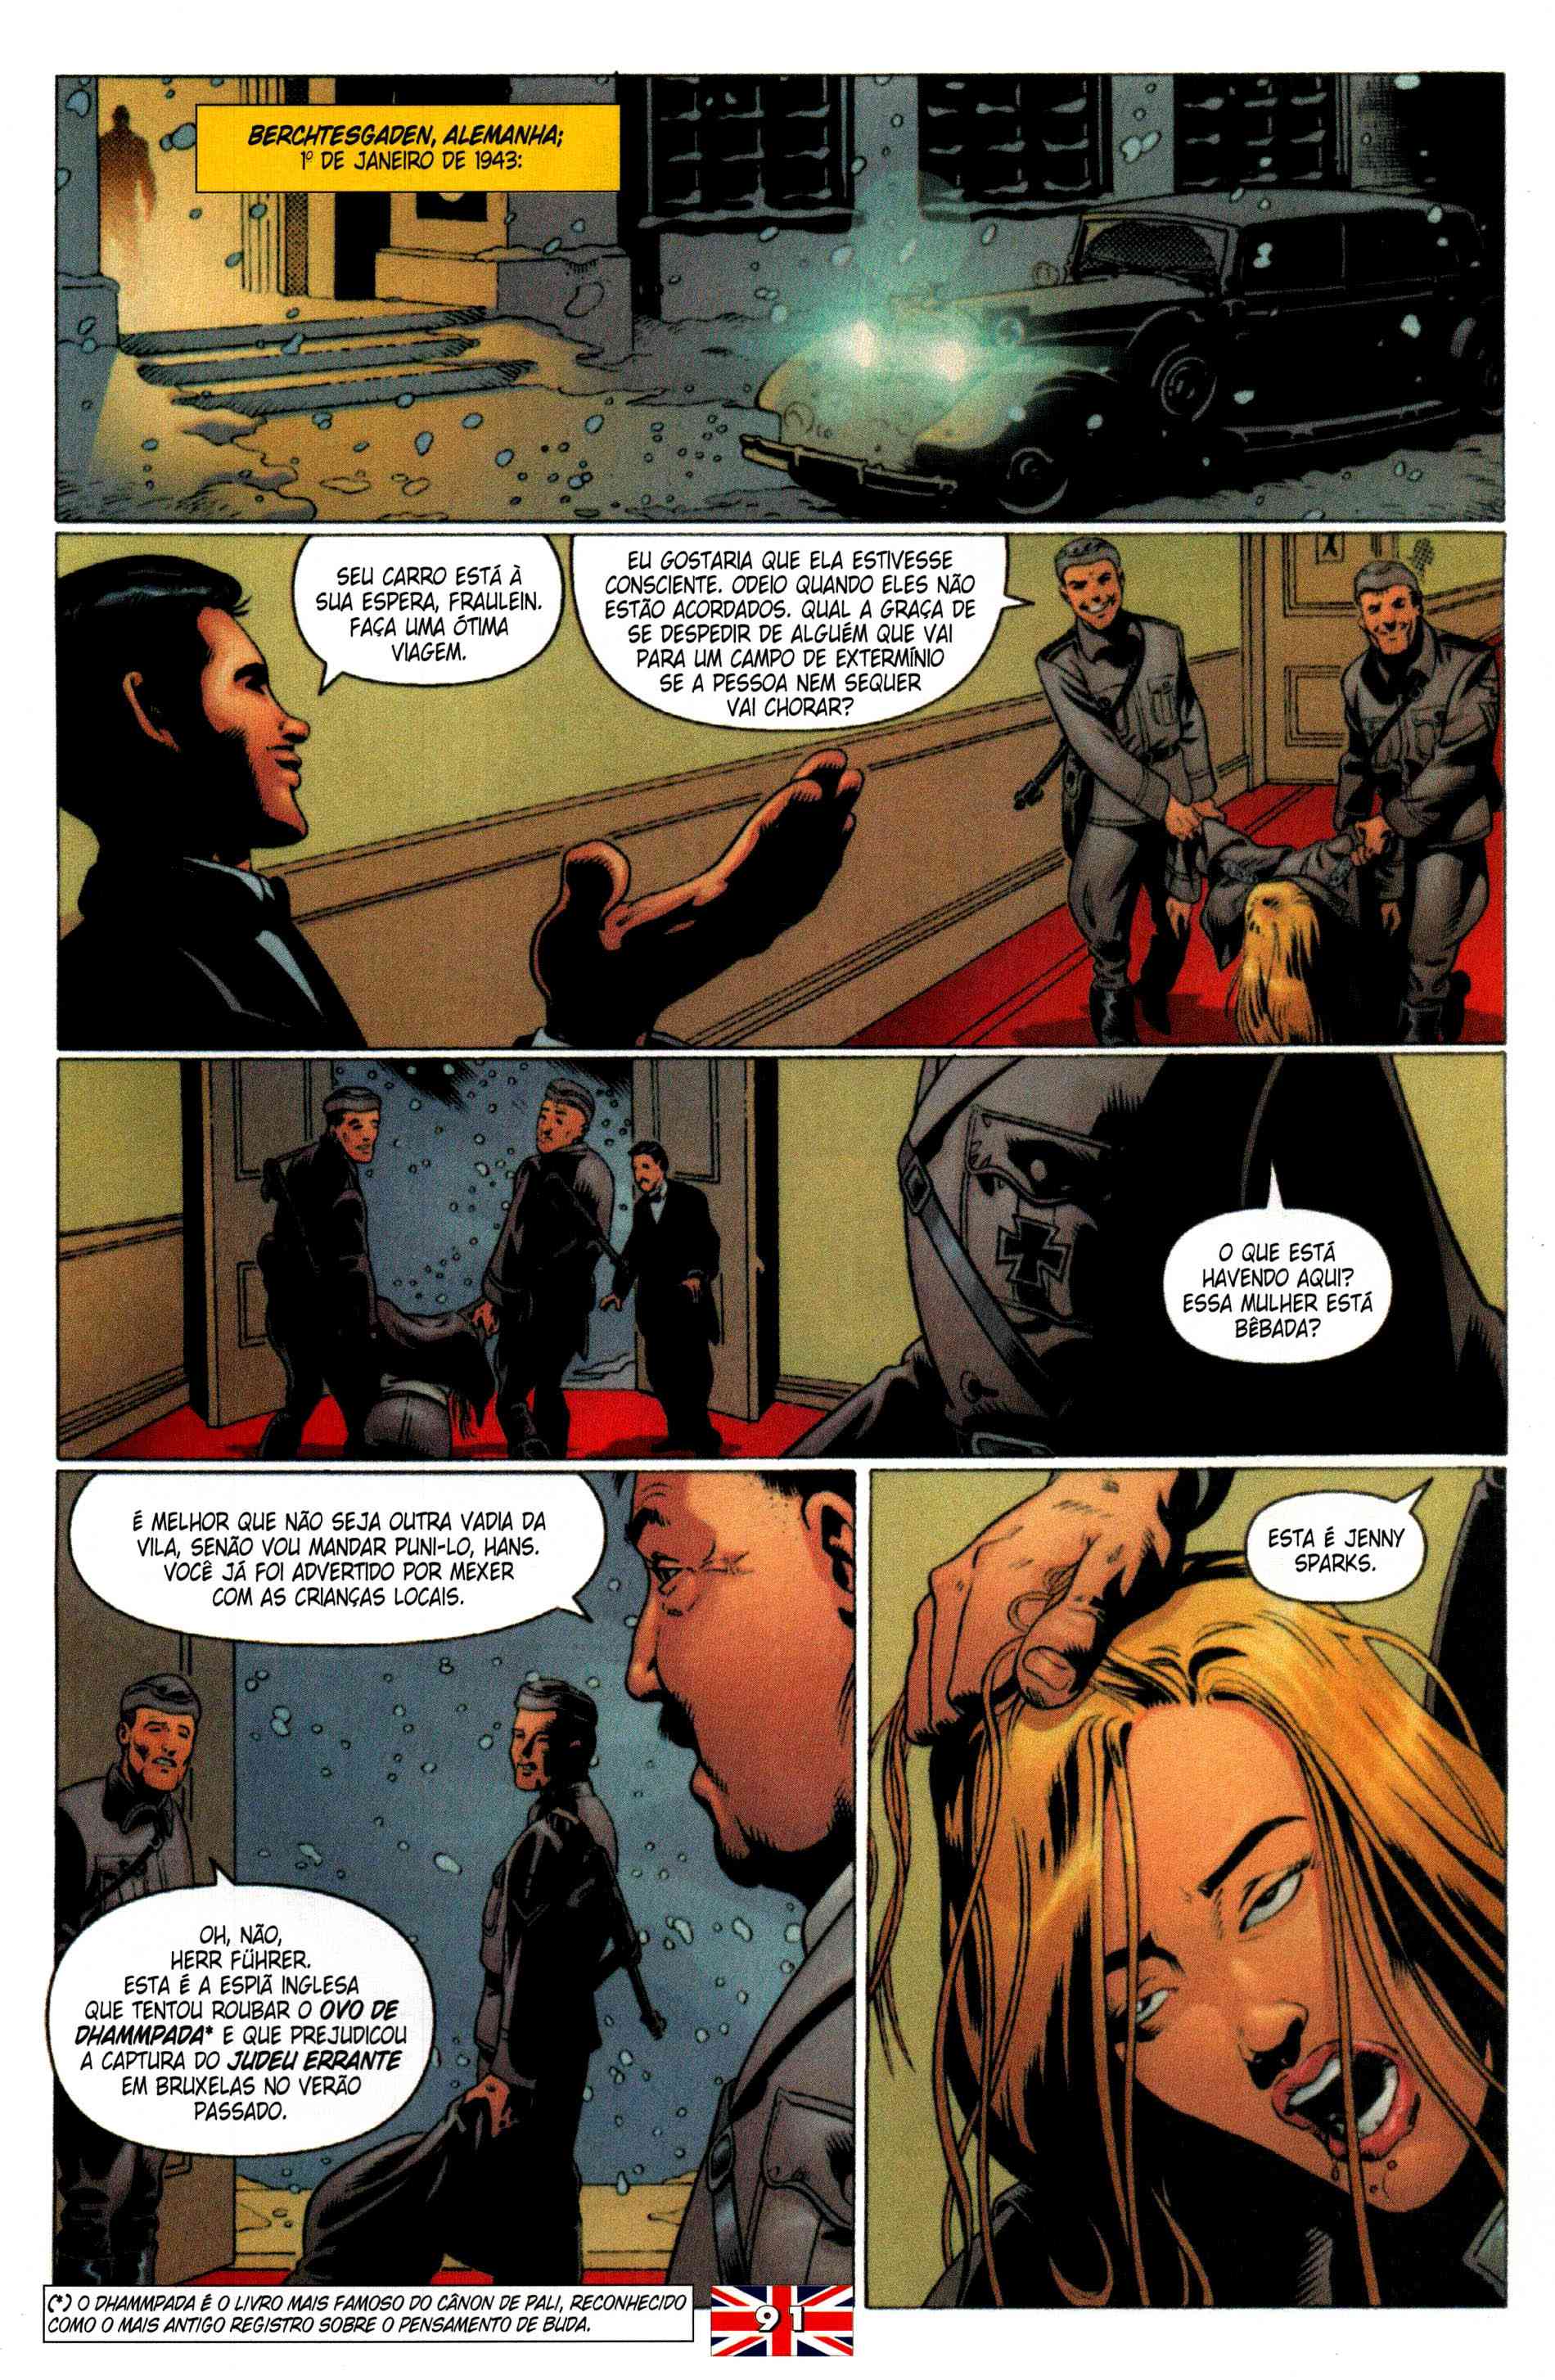 BERCHTESGADEN, ALEMANHA;
1º DE JANEIRO DE 1943:
SEU CARRO ESTÁ À
SUA ESPERA, FRAULEIN.
FAÇA UMA ÓTIMA
VIAGEM.
EU GOSTARIA QUE ELA ESTIVESSE
CONSCIENTE. ODEIO QUANDO ELES NÃO
ESTÃO ACORDADOS. QUAL A GRAÇA DE
SE DESPEDIR DE ALGUÉM QUE VAI
PARA UM CAMPO DE EXTERMÍNIO
SE A PESSOA NEM SEQUER
VAI CHORAR?
O QUE ESTÁ
HAVENDO AQUI?
ESSA MULHER ESTÁ
BÊBADA?
É MELHOR QUE NÃO SEJA OUTRA VADIA DA
VILA, SENÃO VOU MANDAR PUNI-LO, HANS.
VOCÊ JÁ FOI ADVERTIDO POR MEXER
COM AS CRIANÇAS LOCAIS.
OH, NÃO,
HERR FÜHRER.
ESTA É A ESPIÃ INGLESA
QUE TENTOU ROUBAR O OVO DE
DHAMMPADA* E QUE PREJUDICOU
A CAPTURA DO JUDEU ERRANTE
EM BRUXELAS NO VERÃO
PASSADO.
ESTA É JENNY
SPARKS.
(*) O DHAMMPADA É O LIVRO MAIS FAMOSO DO CÂNON DE PALI, RECONHECIDO
COMO O MAIS ANTIGO REGISTRO SOBRE O PENSAMENTO DE BUDA.
91